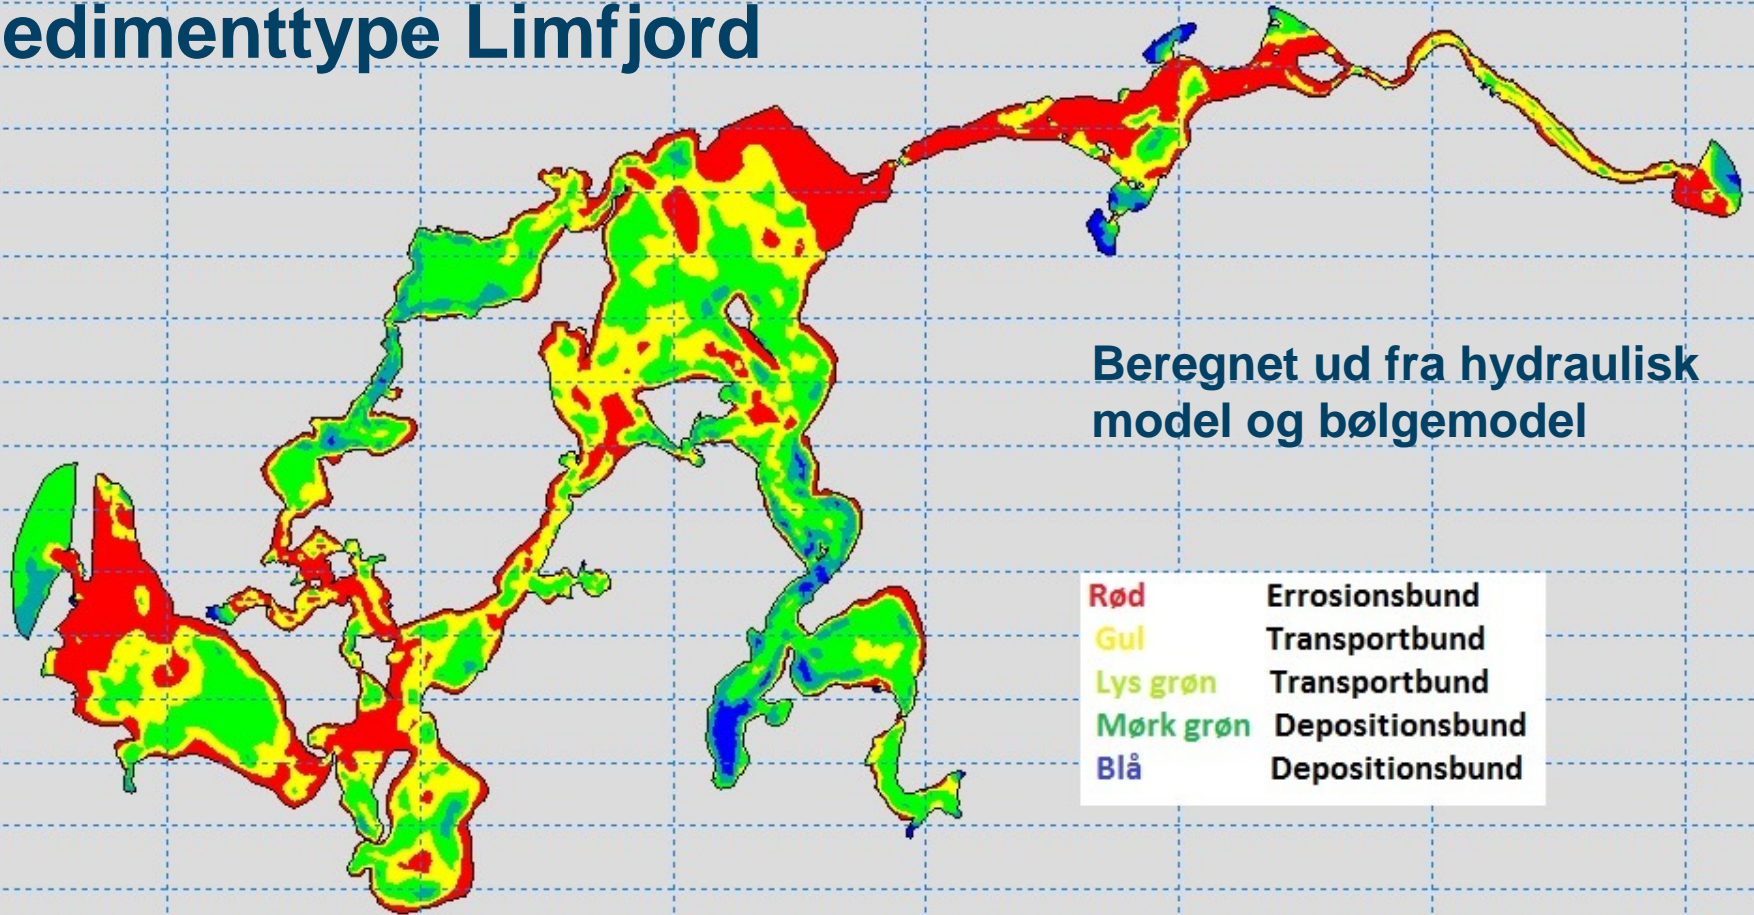 edimenttype Limfjord
Beregnet ud fra hydraulisk
model og bølgemodel
Rød Errosionsbund
Gul Transportbund
Lys grøn Transportbund
Mørk grøn Depositionsbund
Blå Depositionsbund